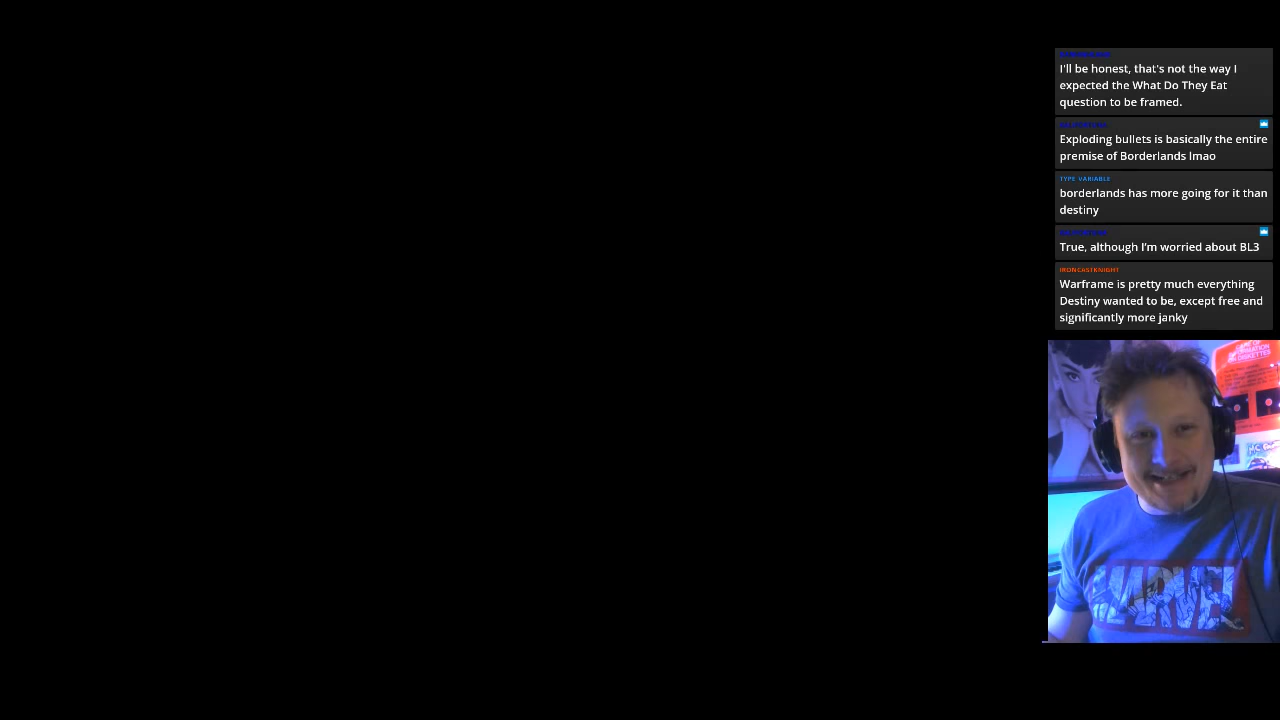 I'll be honest, that's not the way I
expected the What Do They Eat
question to be framed.
Exploding bullets is basically the entire
premise of Borderlands lmao
TYPE VARIABLE
borderlands has more going for it than
destiny
True, although I'm worried about BL3
IRONCASTKNIGHT
Warframe is pretty much everything
Destiny wanted to be, except free and
significantly more janky
DISKETTES
MARVEL